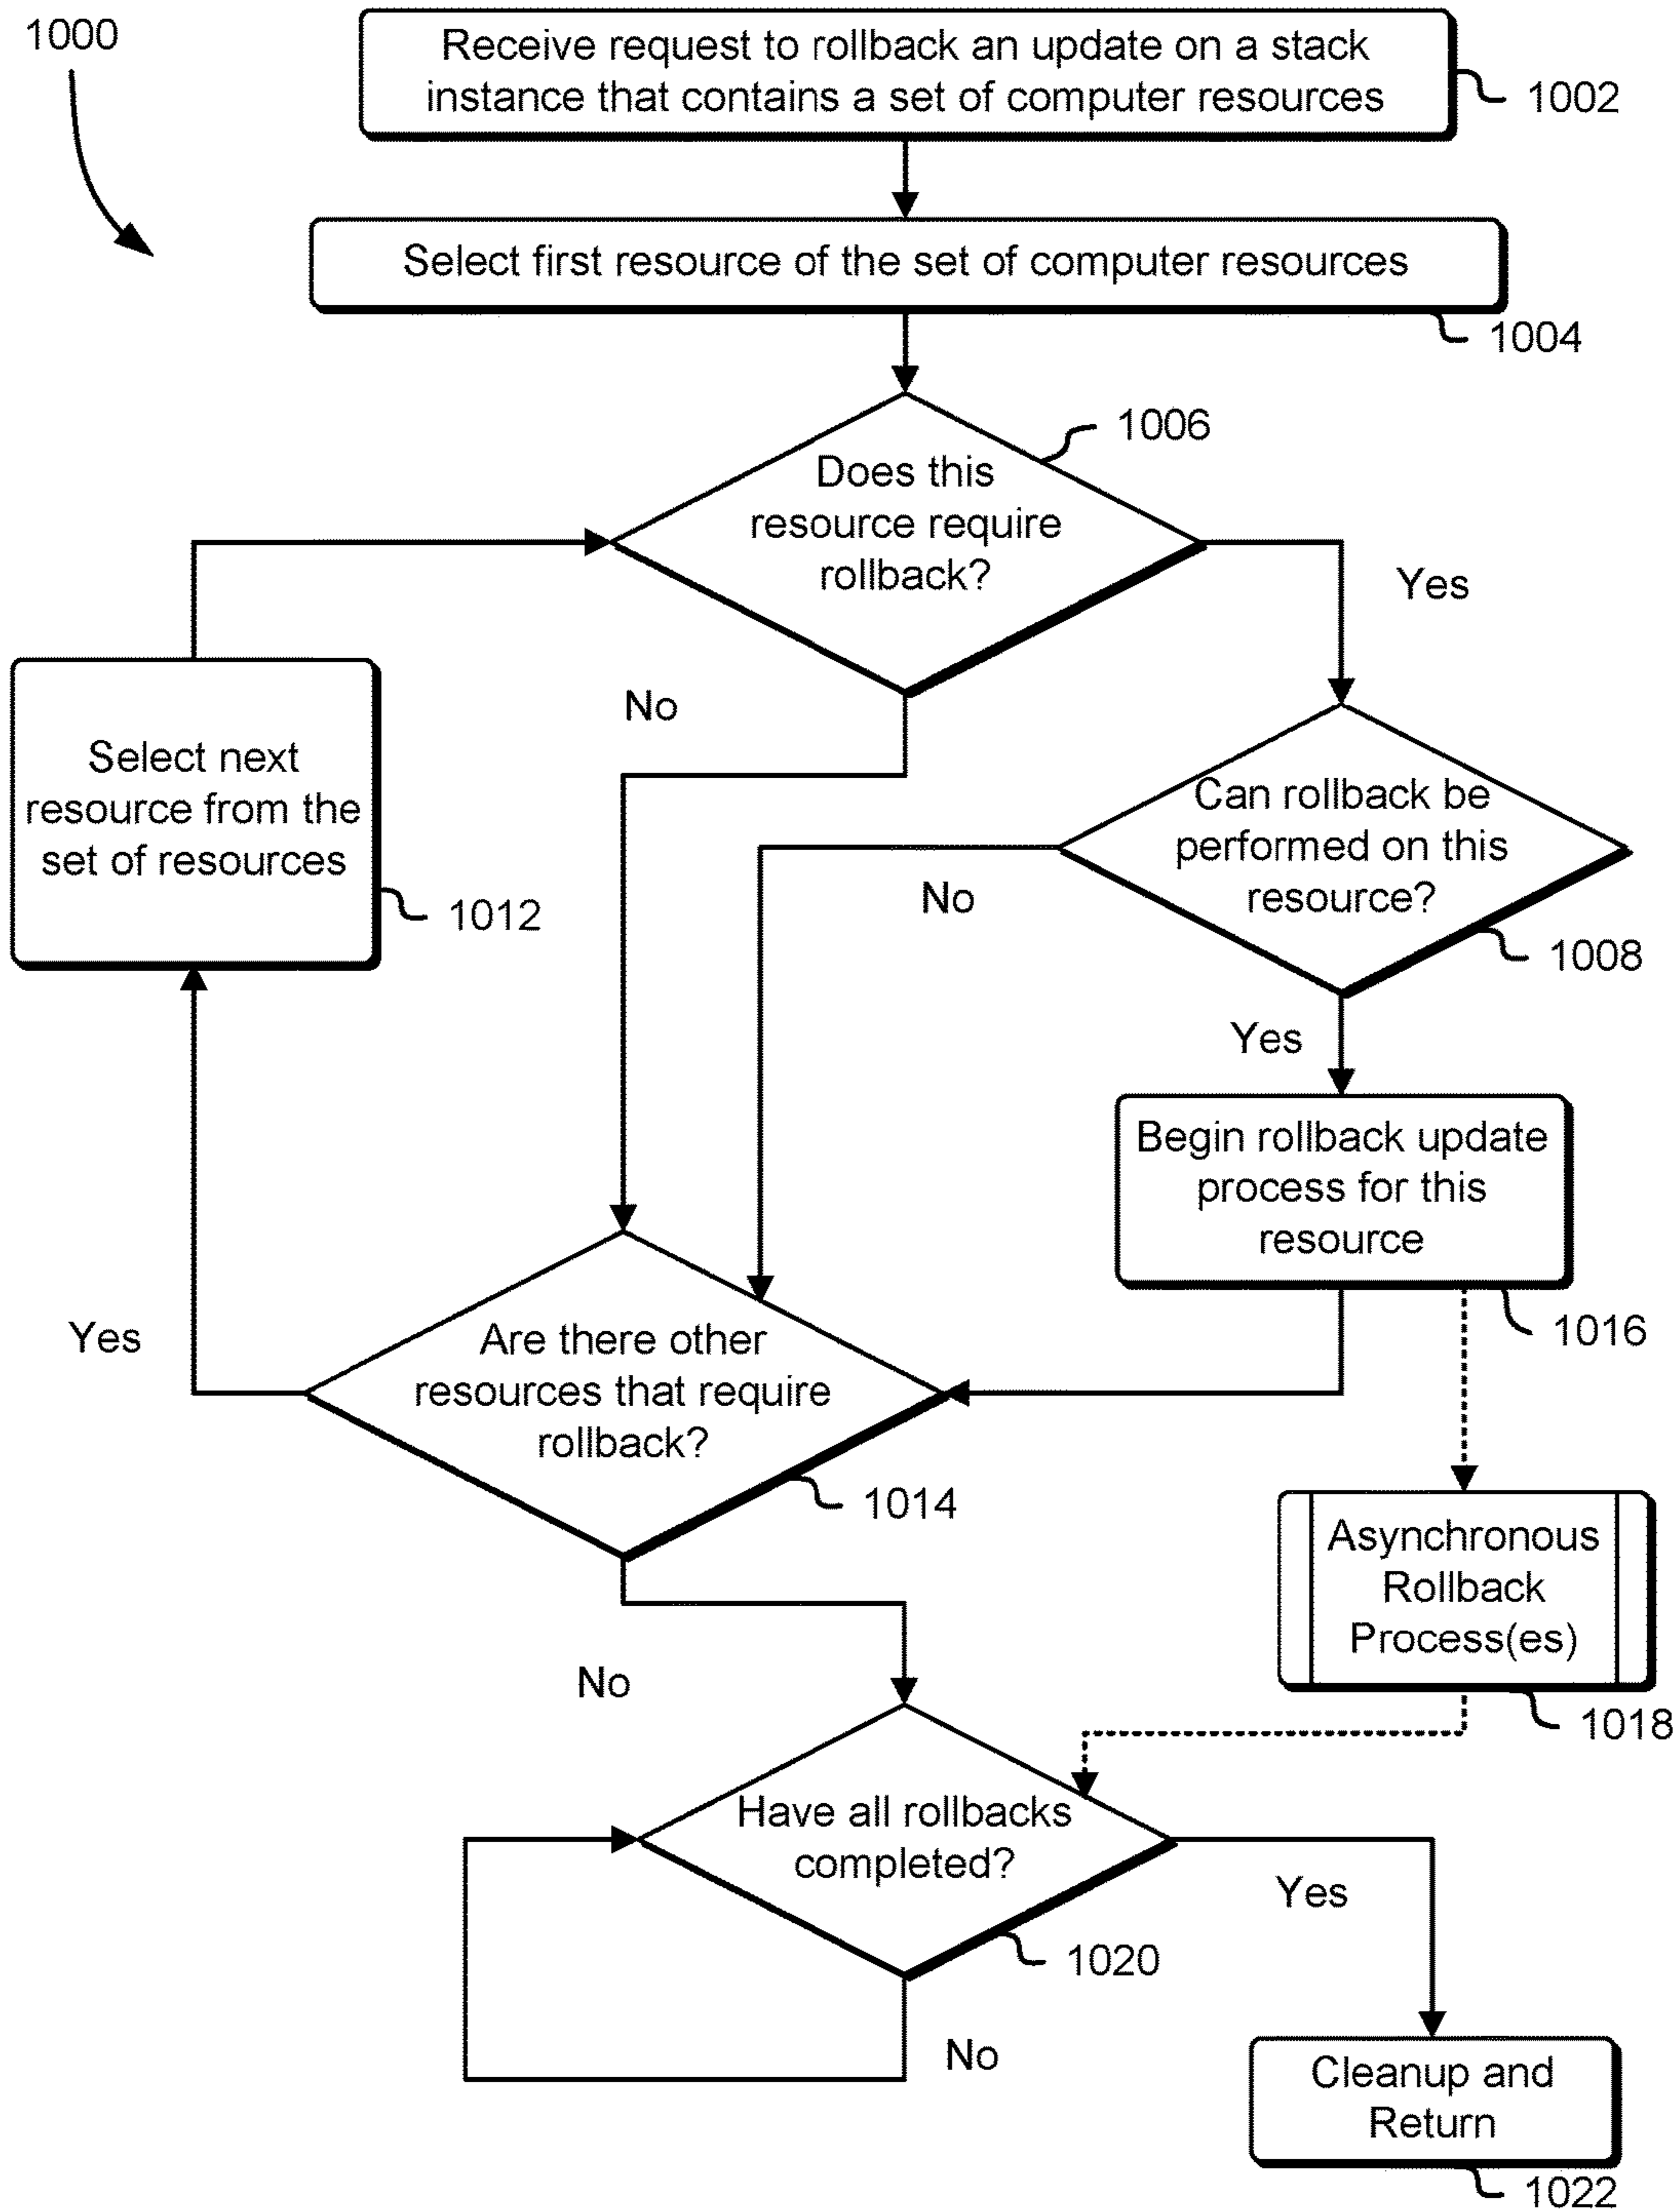 1000
Receive request to rollback an update on a stack
instance that contains a set of computer resources
1002
Select first resource of the set of computer resources
1004
1006
Does this
resource require
rollback?
Yes
No
Select next
resource from the
set of resources
1012
Can rollback be
performed on this
resource?
No
1008
Yes
Begin rollback update
process for this
resource
1016
Yes
Are there other
resources that require
rollback?
1014
Asynchronous
Rollback
Process(es)
1018
No
Have all rollbacks
completed?
Yes
1020
No
Cleanup and
Return
1022